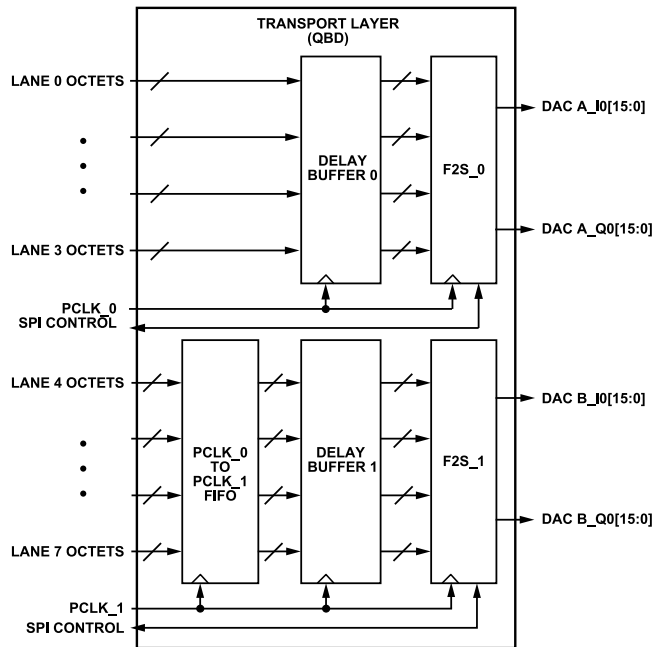 TRANSPORT LAYER
(QBD)
LANE 0 OCTETS
LANE 3 OCTETS
DELAY
BUFFER 0
F2S_0
DAC A_I0[15:0]
DAC A_Q0[15:0]
PCLK_0
SPI CONTROL
LANE 4 OCTETS
LANE 7 OCTETS
PCLK_0
TO
PCLK_1
FIFO
DELAY
BUFFER 1
F2S_1
DAC B_I0[15:0]
DAC B_Q0[15:0]
PCLK_1
SPI CONTROL